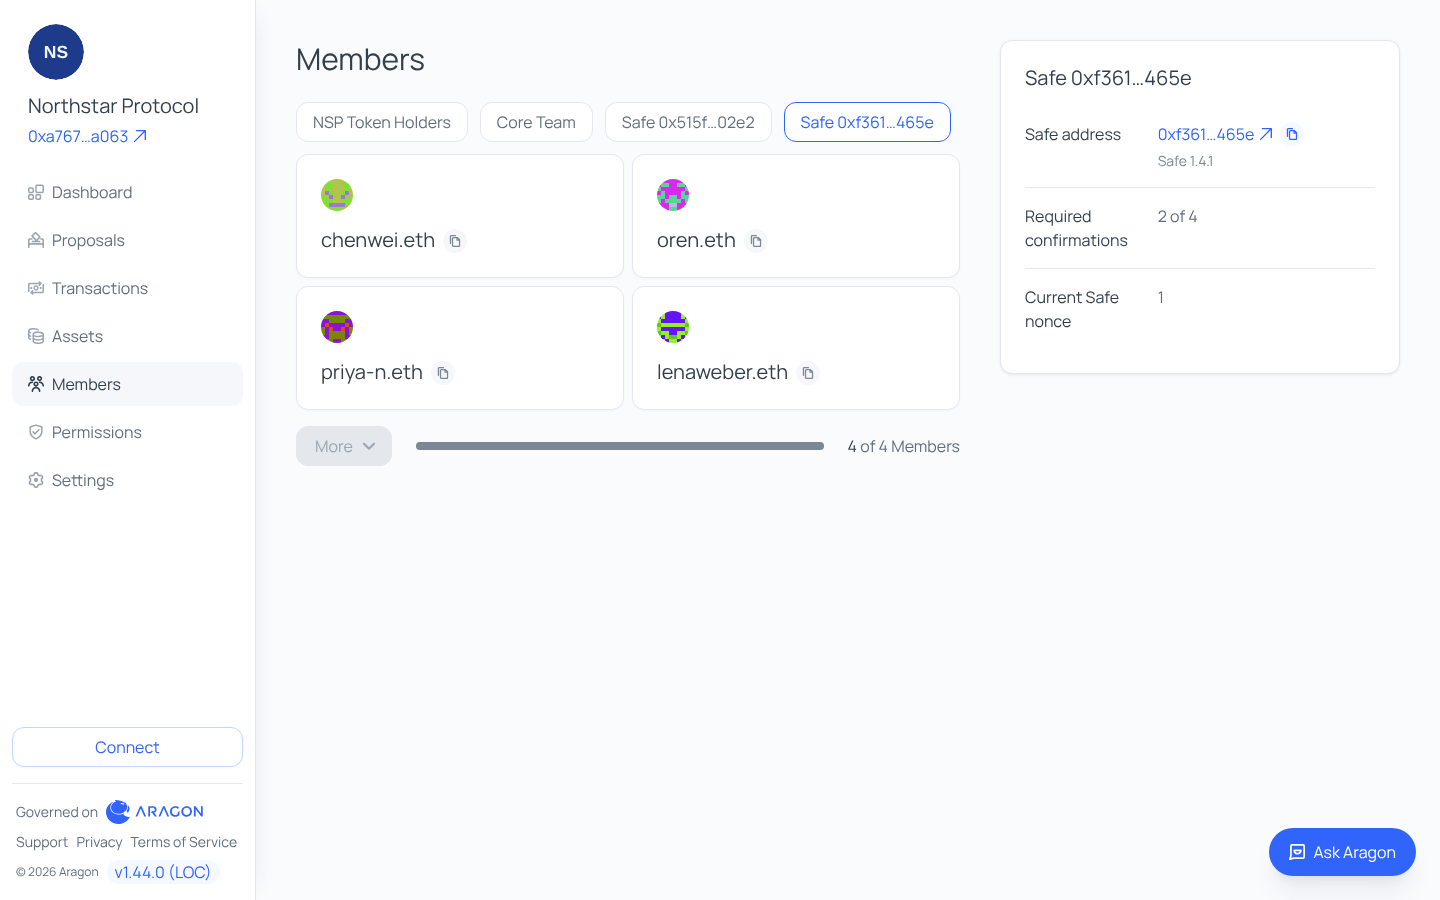 NS
Northstar Protocol
0xa767...a063
Dashboard
Proposals
Transactions
Assets
Members
Permissions
Settings
Connect
Governed on ARAGON
Support Privacy Terms of Service
© 2026 Aragon v1.44.0 (LOC)
Members
NSP Token Holders Core Team Safe 0x515f...02e2 Safe 0xf361...465e
chenwei.eth
oren.eth
priya-n.eth
lenaweber.eth
More 4 of 4 Members
Safe 0xf361...465e
Safe address 0xf361...465e
Safe 1.4.1
Required confirmations 2 of 4
Current Safe nonce 1
Ask Aragon